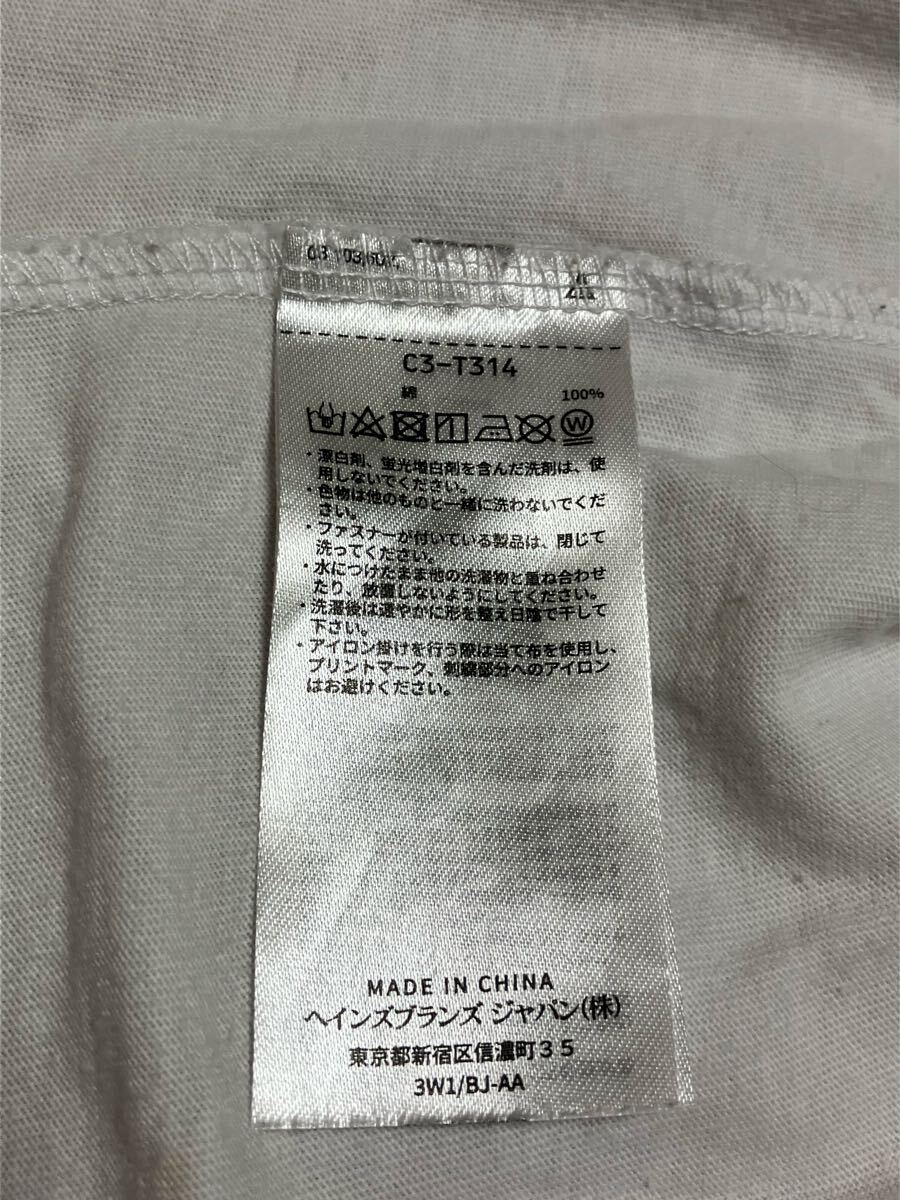 C3-T314
綿 100%
W
・漂白剤、蛍光増白剤を含んだ洗剤は、使
用しないでください。
・色物は他のものと一緒に洗わないでくだ
さい。
・ファスナーが付いている製品は、閉じて
洗ってください。
・水につけたまま他の洗濯物と重ね合わせ
たり、放置しないようにしてください。
・洗濯後は速やかに形を整え日陰で干して
下さい。
・アイロン掛けを行う際は当て布を使用し、
プリントマーク、刺繍部分へのアイロン
はお避けください。
MADE IN CHINA
ヘインズブランズ ジャパン(株)
東京都新宿区信濃町35
3W1/BJ-AA